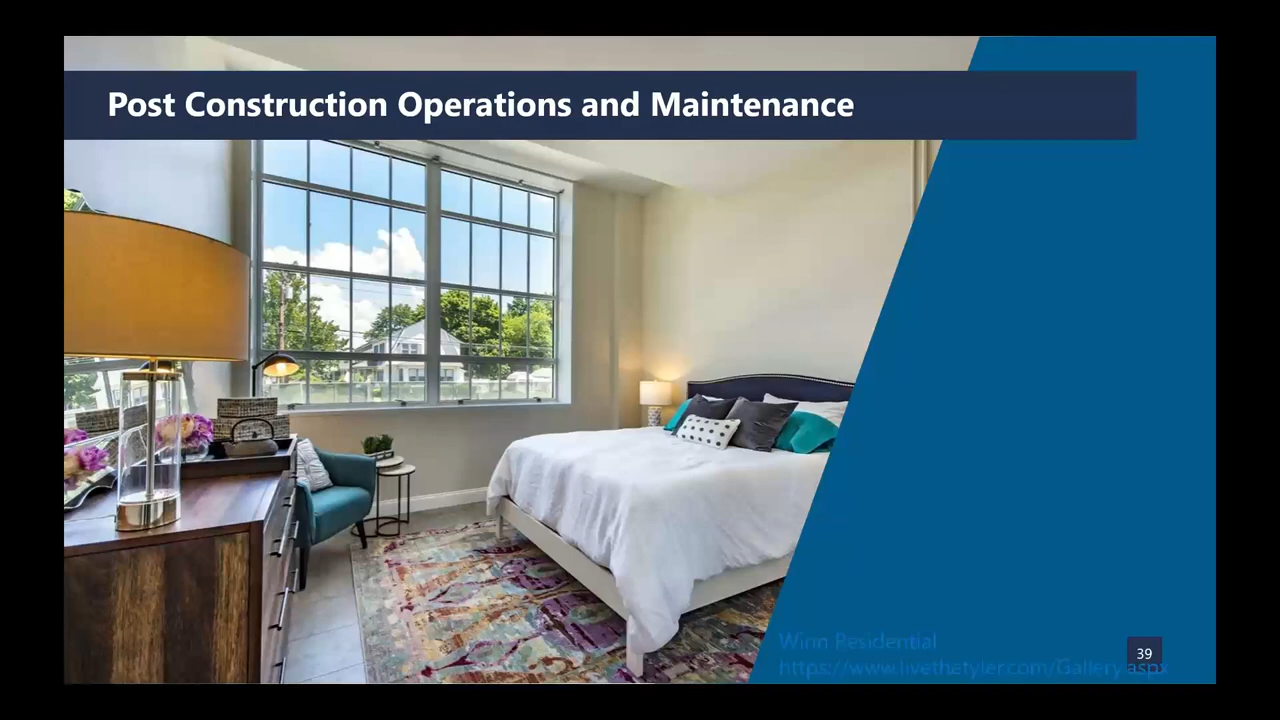 Post Construction Operations and Maintenance
Winn Residential
https://www.livethetyler.com/Gallery.aspx
39